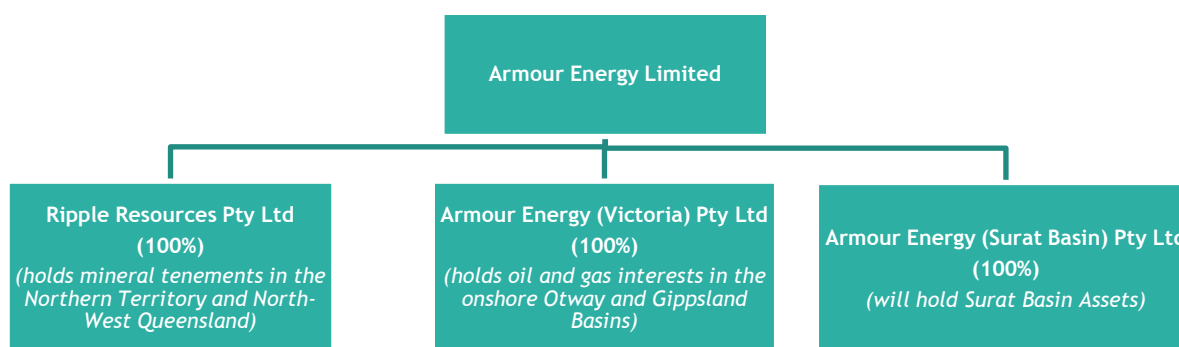 Armour Energy Limited
Ripple Resources Pty Ltd
(100%)
(holds mineral tenements in the
Northern Territory and North-
West Queensland)
Armour Energy (Victoria) Pty Ltd
(100%)
(holds oil and gas interests in the
onshore Otway and Gippsland
Basins)
Armour Energy (Surat Basin) Pty Ltd
(100%)
(will hold Surat Basin Assets)